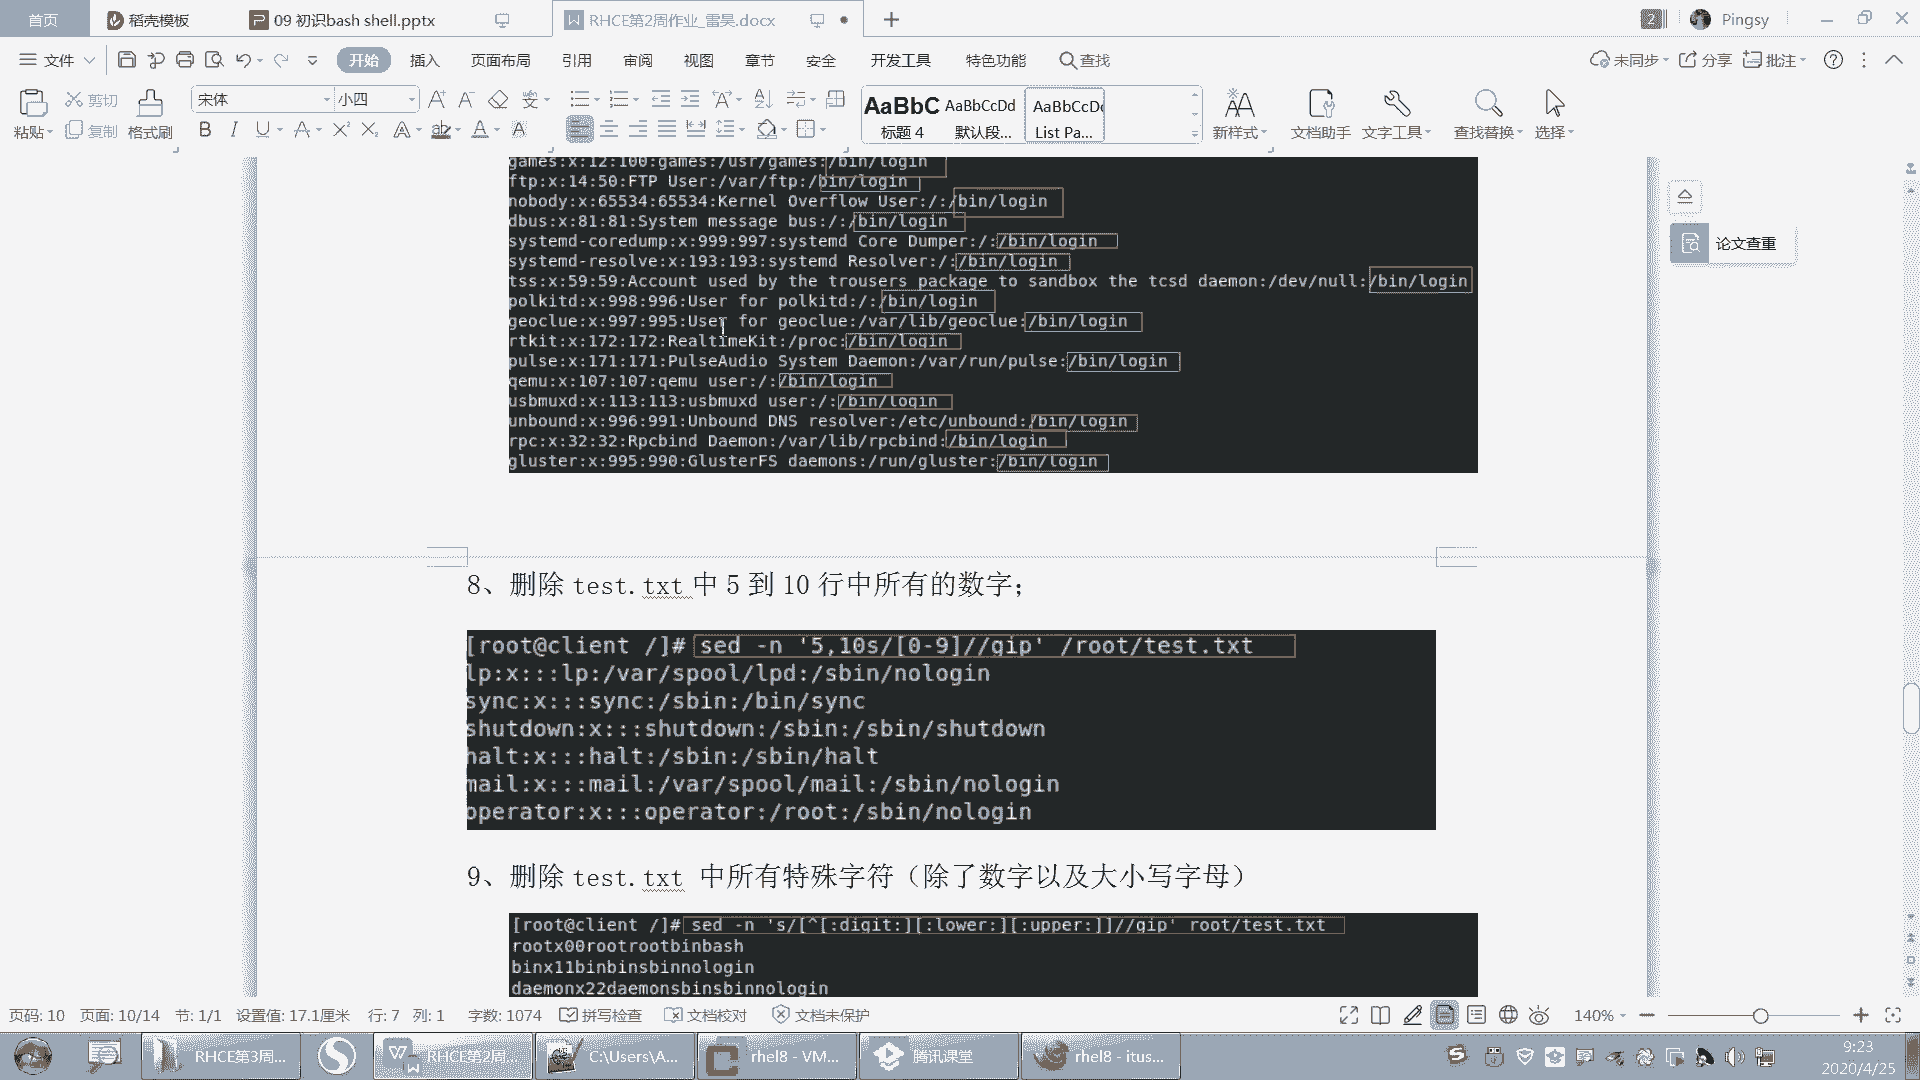 首页
稻壳模板
09 初识bash shell.pptx
RHCE第2周作业_雷昊.docx
2
Pingsy
文件
开始
插入
页面布局
引用
审阅
视图
章节
安全
开发工具
特色功能
查找
未同步
分享
批注
粘贴
剪切
复制
格式刷
宋体
小四
AaBbC
标题 4
AaBbCcDd
默认段...
AaBbCcDd
List Pa...
新样式
文档助手
文字工具
查找替换
选择
games:x:12:100:games:/usr/games:/bin/login
ftp:x:14:50:FTP User:/var/ftp:/bin/login
nobody:x:65534:65534:Kernel Overflow User:/:/bin/login
dbus:x:81:81:System message bus:/:/bin/login
systemd-coredump:x:999:997:systemd Core Dumper:/:/bin/login
systemd-resolve:x:193:193:systemd Resolver:/:/bin/login
tss:x:59:59:Account used by the trousers package to sandbox the tcsd daemon:/dev/null:/bin/login
polkitd:x:998:996:User for polkitd:/:/bin/login
geoclue:x:997:995:User for geoclue:/var/lib/geoclue:/bin/login
rtkit:x:172:172:RealtimeKit:/proc:/bin/login
pulse:x:171:171:PulseAudio System Daemon:/var/run/pulse:/bin/login
qemu:x:107:107:qemu user:/:/bin/login
usbmuxd:x:113:113:usbmuxd user:/:/bin/login
unbound:x:996:991:Unbound DNS resolver:/etc/unbound:/bin/login
rpc:x:32:32:Rpcbind Daemon:/var/lib/rpcbind:/bin/login
gluster:x:995:990:GlusterFS daemons:/run/gluster:/bin/login
论文查重
8、删除 test.txt 中 5 到 10 行中所有的数字；
[root@client /]# sed -n '5,10s/[0-9]//gip' /root/test.txt
lp:x:::lp:/var/spool/lpd:/sbin/nologin
sync:x:::sync:/sbin:/bin/sync
shutdown:x:::shutdown:/sbin:/sbin/shutdown
halt:x:::halt:/sbin:/sbin/halt
mail:x:::mail:/var/spool/mail:/sbin/nologin
operator:x:::operator:/root:/sbin/nologin
9、删除 test.txt 中所有特殊字符（除了数字以及大小写字母）
[root@client /]# sed -n 's/[^[:digit:][:lower:][:upper:]]//gip' root/test.txt
rootx00rootrootbinbash
binx11binbinsbinnologin
daemonx22daemonsbinsbinnologin
页码: 10
页面: 10/14
节: 1/1
设置值: 17.1厘米
行: 7
列: 1
字数: 1074
拼写检查
文档校对
文档未保护
140%
RHCE第3周...
RHCE第2周...
C:\Users\A...
rhel8 - VM...
腾讯课堂
rhel8 - itus...
9:23
2020/4/25